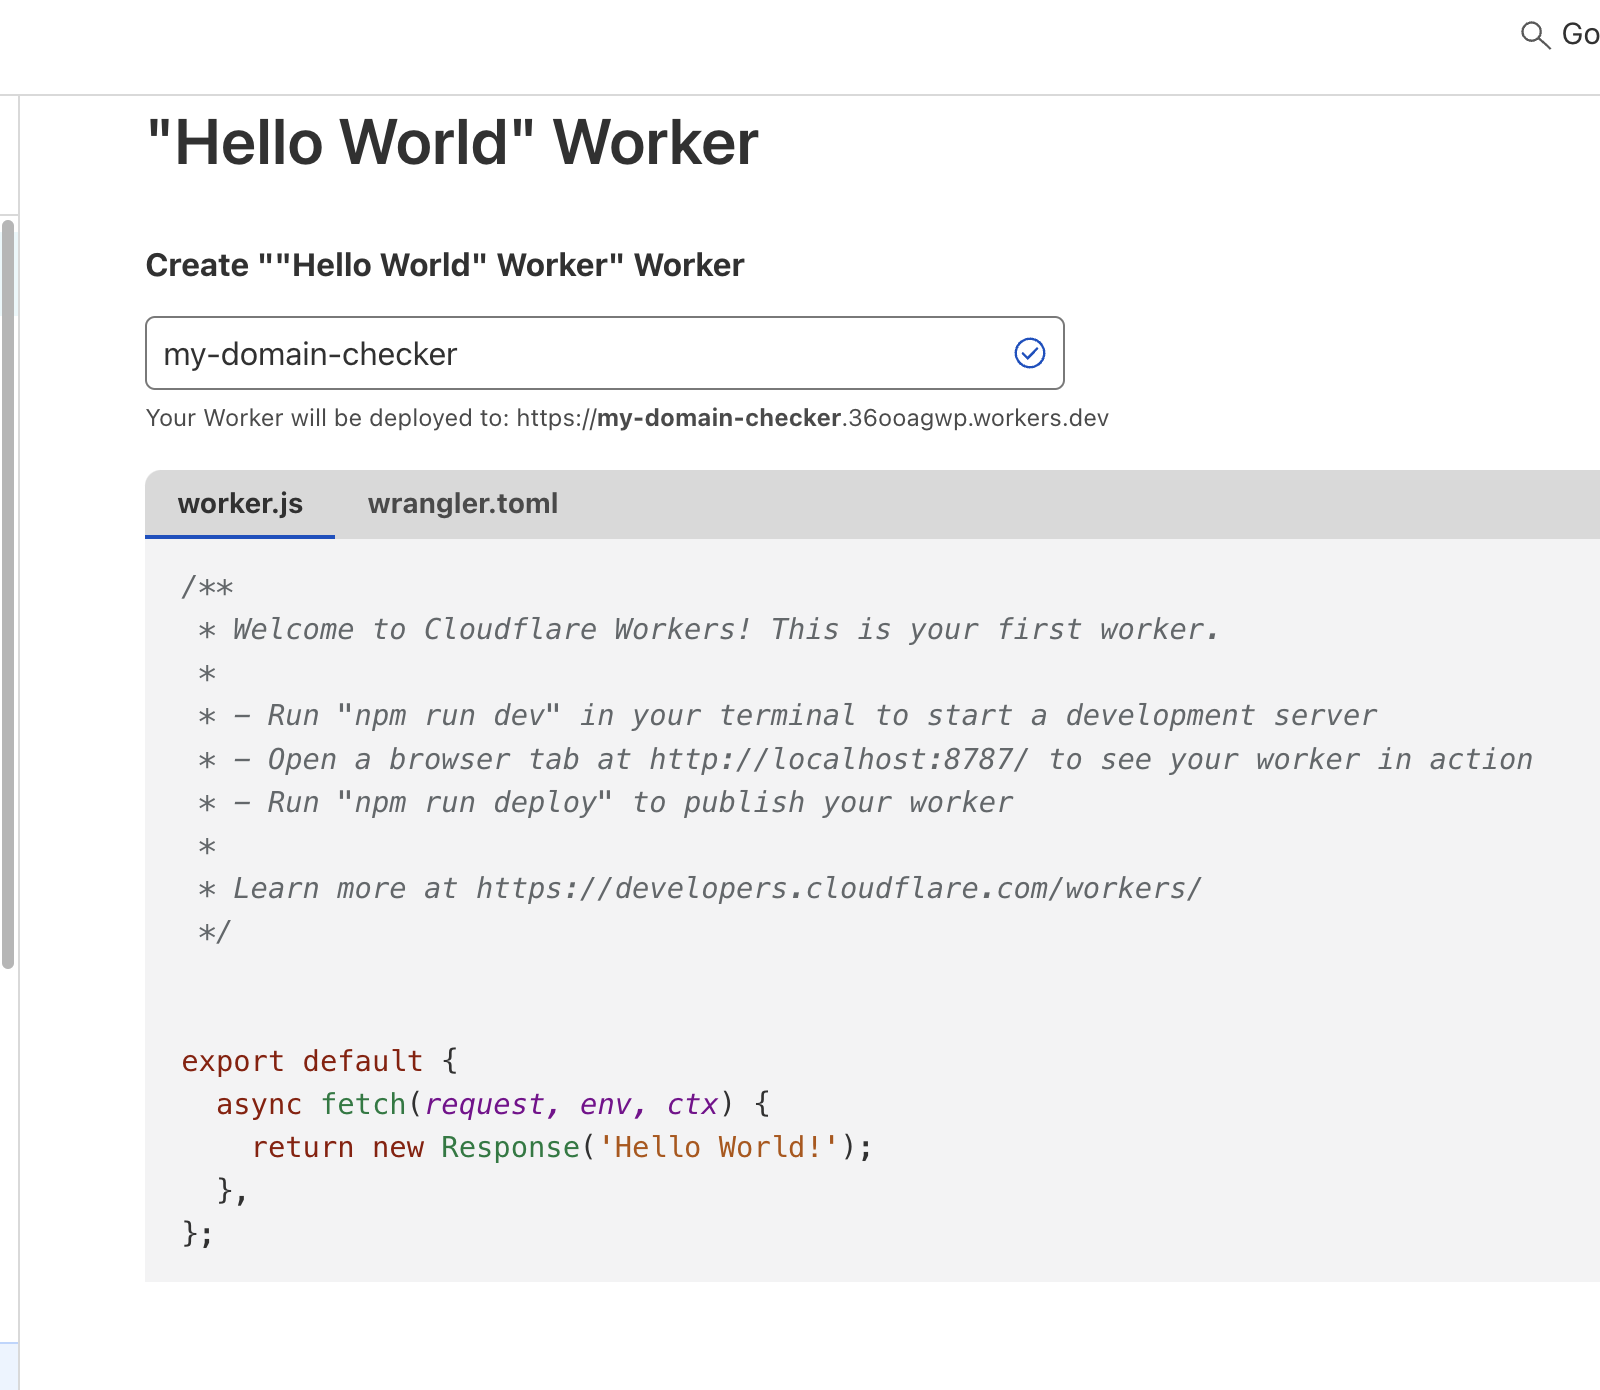 Go
"Hello World" Worker
Create ""Hello World" Worker" Worker
my-domain-checker
Your Worker will be deployed to: https://my-domain-checker.36ooagwp.workers.dev
worker.js wrangler.toml
/**
 * Welcome to Cloudflare Workers! This is your first worker.
 *
 * - Run "npm run dev" in your terminal to start a development server
 * - Open a browser tab at http://localhost:8787/ to see your worker in action
 * - Run "npm run deploy" to publish your worker
 *
 * Learn more at https://developers.cloudflare.com/workers/
 */
export default {
  async fetch(request, env, ctx) {
    return new Response('Hello World!');
  },
};